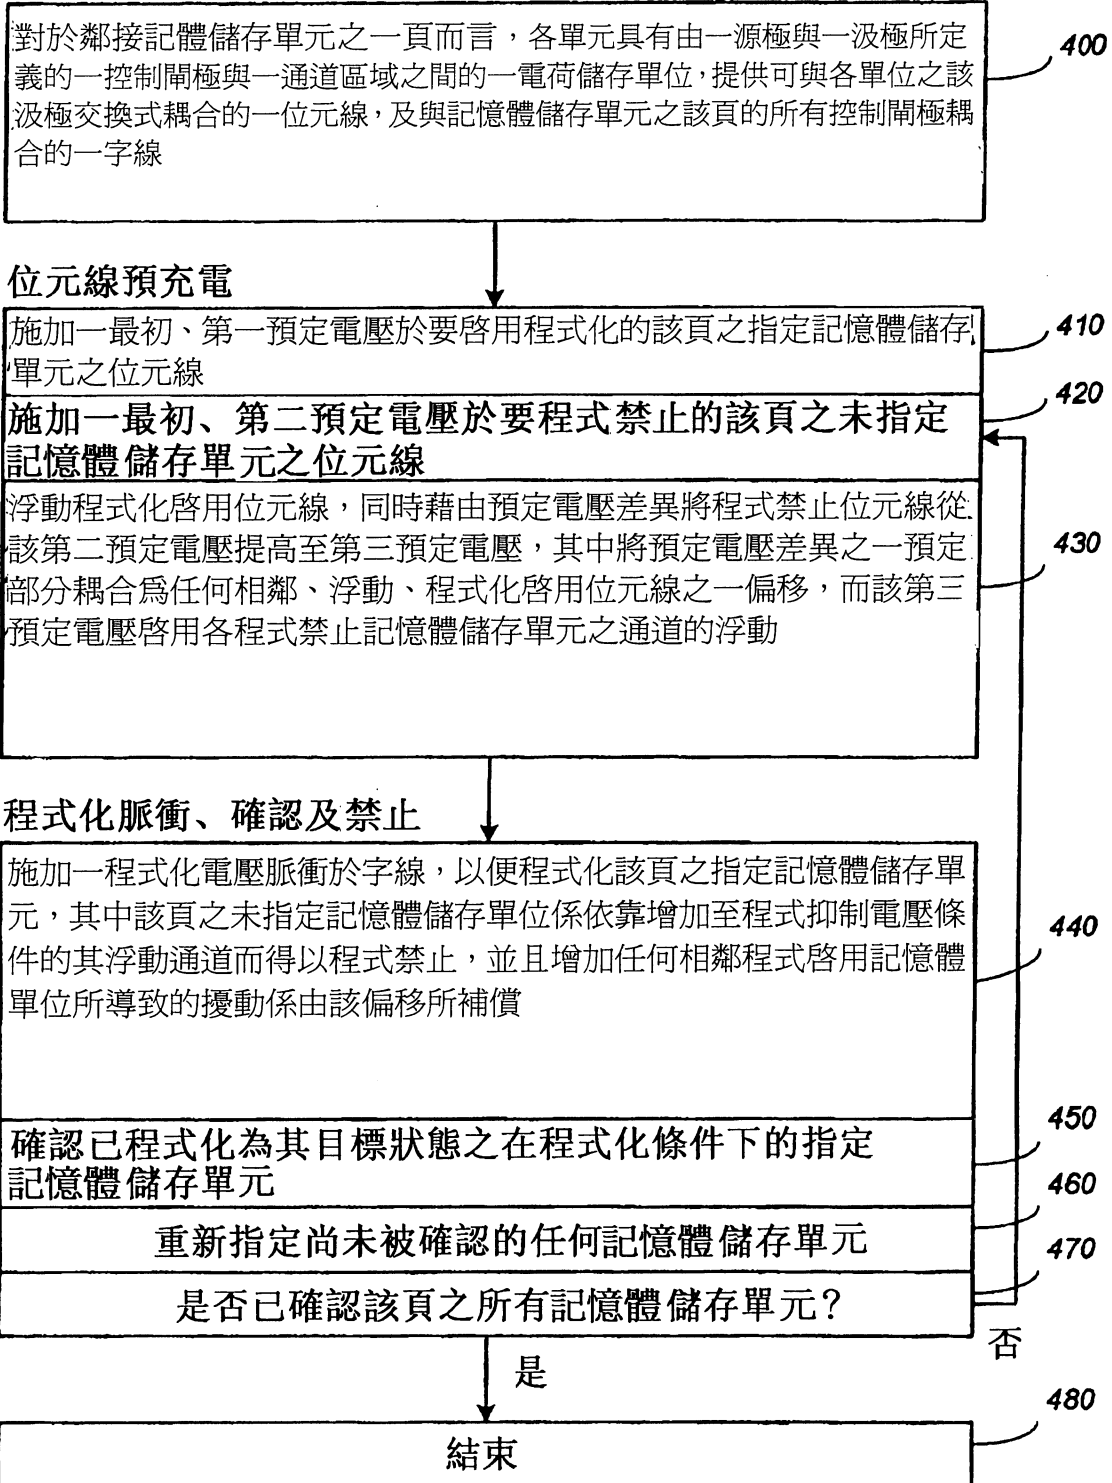 對於鄰接記體儲存單元之一頁而言，各單元具有由一源極與一汲極所定
400
義的一控制閘極與一通道區域之間的一電荷儲存單位，提供可與各單位之該
汲極交換式耦合的一位元線，及與記憶體儲存單元之該頁的所有控制閘極耦
合的一字線
位元線預充電
施加一最初、第一預定電壓於要啓用程式化的該頁之指定記憶體儲存
410
單元之位元線
施加一最初、第二預定電壓於要程式禁止的該頁之未指定
420
記憶體儲存單元之位元線
浮動程式化啓用位元線，同時藉由預定電壓差異將程式禁止位元線從
該第二預定電壓提高至第三預定電壓，其中將預定電壓差異之一預定
430
部分耦合爲任何相鄰、浮動、程式化啓用位元線之一偏移，而該第三
預定電壓啓用各程式禁止記憶體儲存單元之通道的浮動
程式化脈衝、確認及禁止
施加一程式化電壓脈衝於字線，以便程式化該頁之指定記憶體儲存單
元，其中該頁之未指定記憶體儲存單位係依靠增加至程式抑制電壓條
440
件的其浮動通道而得以程式禁止，並且增加任何相鄰程式啓用記憶體
單位所導致的擾動係由該偏移所補償
確認已程式化為其目標狀態之在程式化條件下的指定
450
記憶體儲存單元
460
重新指定尚未被確認的任何記憶體儲存單元
470
是否已確認該頁之所有記憶體儲存單元？
否
是
480
結束